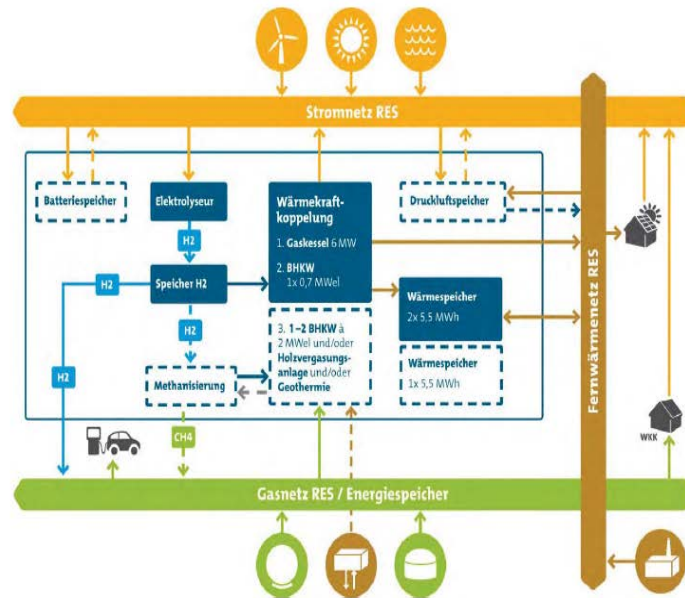 Stromnetz RES
Batteriespeicher
Elektrolyseur
Wärmekraft-
koppelung
1. Gaskessel 6 MW
2. BHKW
1x 0,7 MWel
Druckluftspeicher
H2
H2
Speicher H2
Wärmespeicher
2x 5,5 MWh
H2
H2
3. 1–2 BHKW à
2 MWel und/oder
Holzvergasungs-
anlage und/oder
Geothermie
Wärmespeicher
1x 5,5 MWh
Methanisierung
CH4
WKK
Fernwärmenetz RES
Gasnetz RES / Energiespeicher